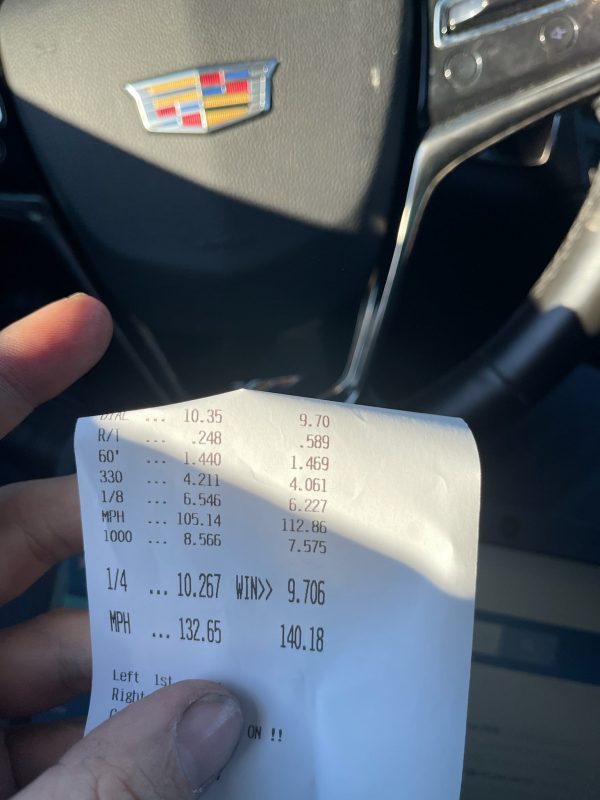 DIAL ... 10.35 9.70
R/T ... .248 .589
60' ... 1.440 1.469
330 ... 4.211 4.061
1/8 ... 6.546 6.227
MPH ... 105.14 112.86
1000 ... 8.566 7.575
1/4 ... 10.267 WIN>> 9.706
MPH ... 132.65 140.18
Left 1st
Right
ON !!